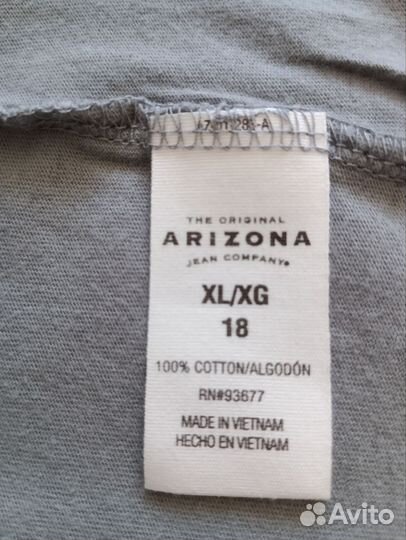 THE ORIGINAL
ARIZONA
JEAN COMPANY®
XL/XG
18
100% COTTON/ALGODÓN
RN#93677
MADE IN VIETNAM
HECHO EN VIETNAM
Avito